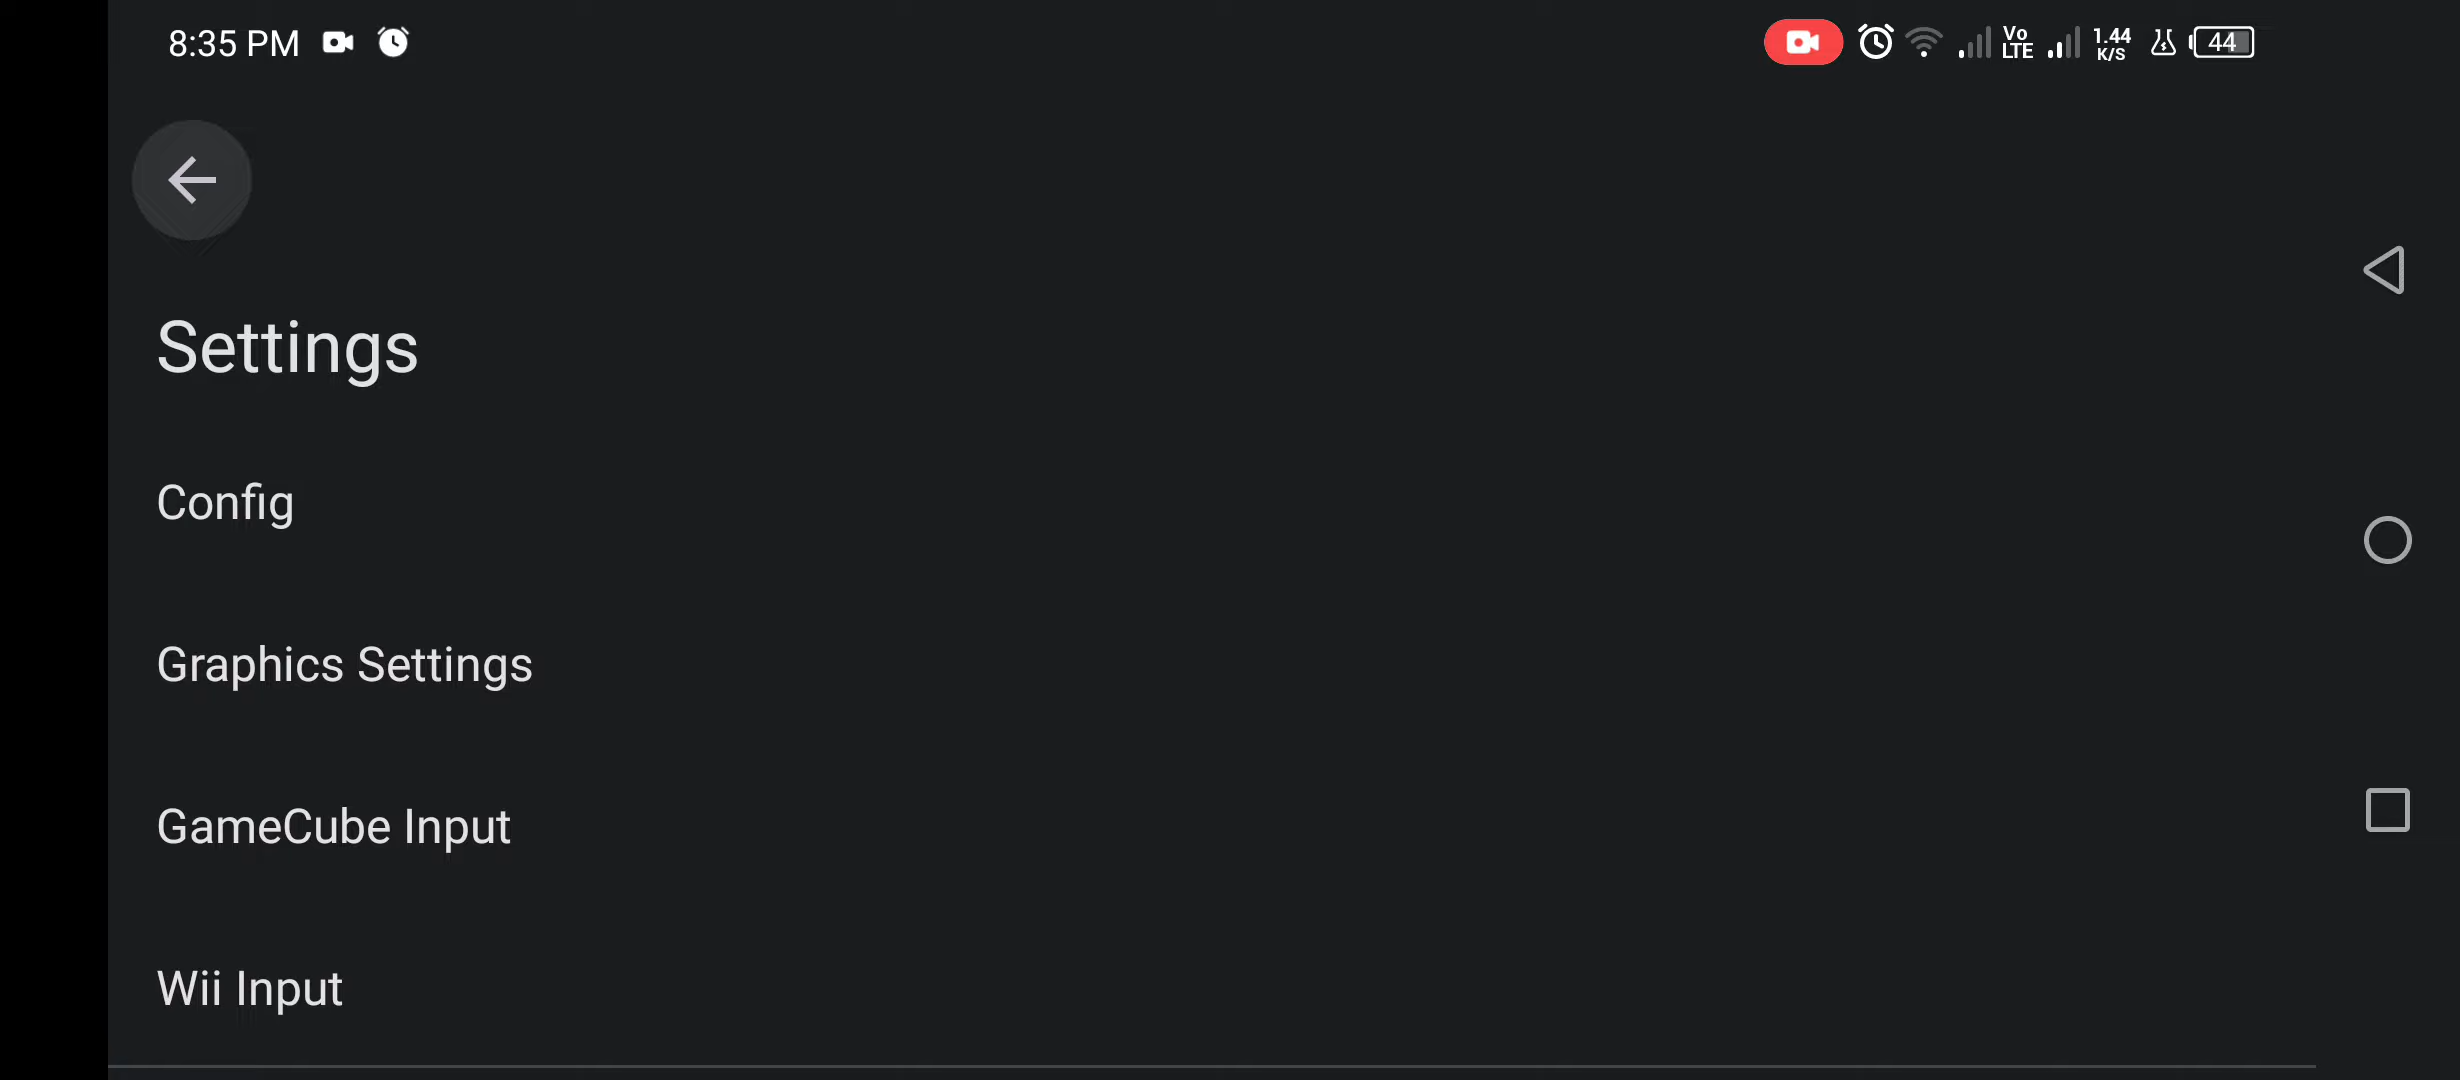 8:35 PM
Vo
LTE
1.44
K/S
44
Settings
Config
Graphics Settings
GameCube Input
Wii Input